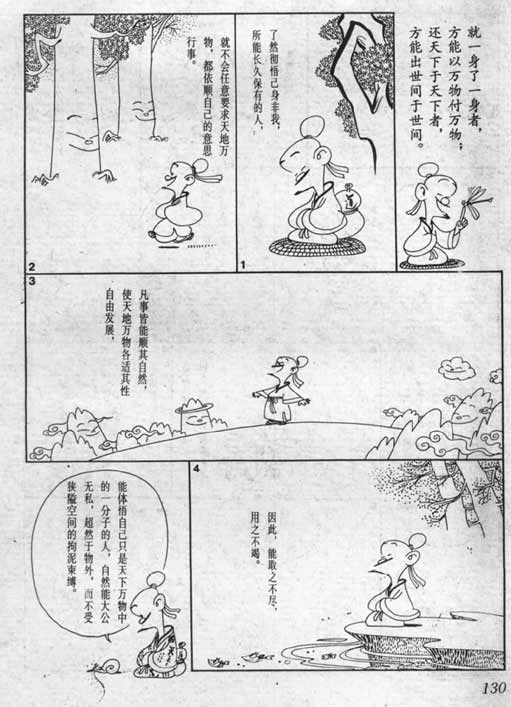 就一身了一身者，
方能以万物付万物；
还天下于天下者，
方能出世间于世间。
了然彻悟己身非我，
所能长久保有的人，
1
就不会任意要求天地万
物，都依顺自己的意思
行事。
2
3
凡事皆能顺其自然，
使天地万物各适其性
自由发展，
4
因此，能取之不尽，
用之不竭。
能体悟自己只是天下万物中
的一分子的人，自然能大公
无私，超然于物外，而不受
狭隘空间的拘泥束缚。
130